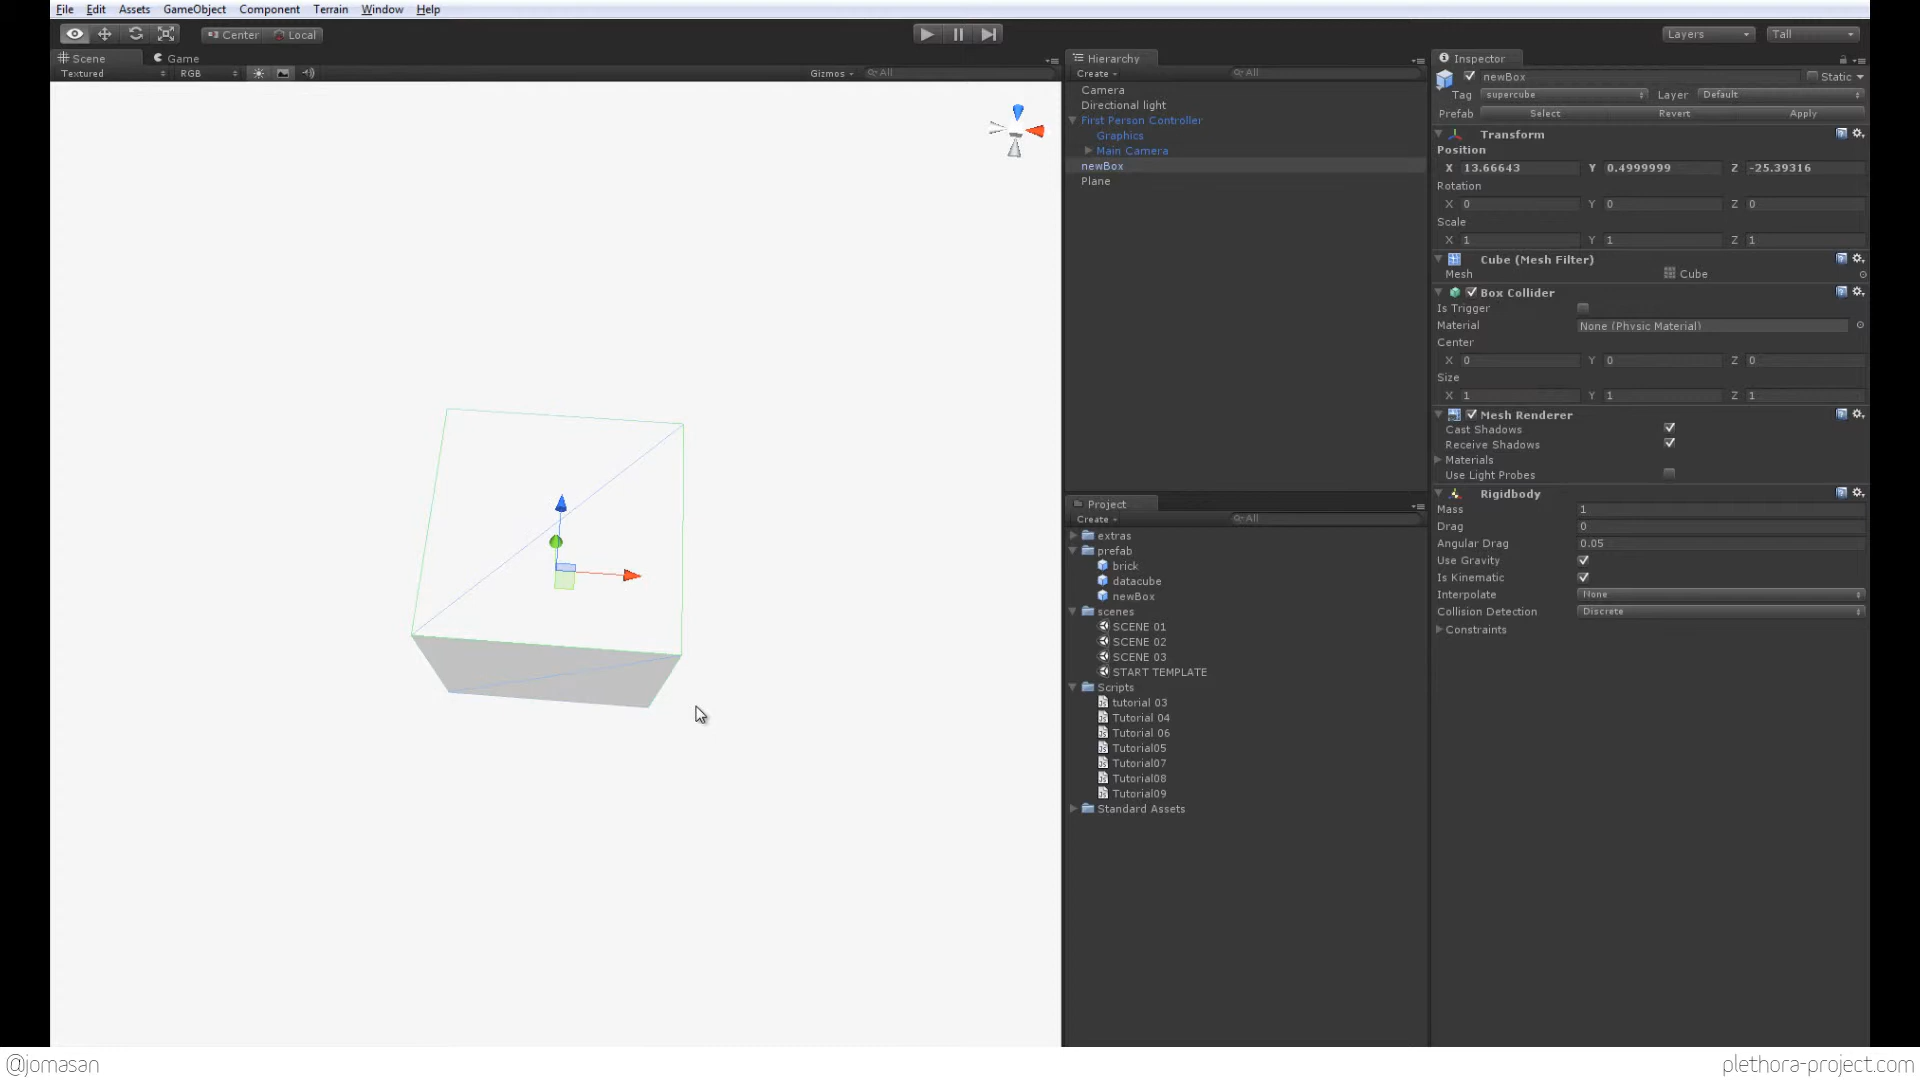 File Edit Assets GameObject Component Terrain Window Help
Center Local
Layers Tall
Scene Game
Textured RGB Gizmos All
Hierarchy
Create All
Camera
Directional light
First Person Controller
Graphics
Main Camera
newBox
Plane
Project
Create All
extras
prefab
brick
datacube
newBox
scenes
SCENE 01
SCENE 02
SCENE 03
START TEMPLATE
Scripts
tutorial 03
Tutorial 04
Tutorial 06
Tutorial05
Tutorial07
Tutorial08
Tutorial09
Standard Assets
Inspector
newBox Static
Tag supercube Layer Default
Prefab Select Revert Apply
Transform
Position
X 13.66643 Y 0.4999999 Z -25.39316
Rotation
X 0 Y 0 Z 0
Scale
X 1 Y 1 Z 1
Cube (Mesh Filter)
Mesh Cube
Box Collider
Is Trigger
Material None (Physic Material)
Center
X 0 Y 0 Z 0
Size
X 1 Y 1 Z 1
Mesh Renderer
Cast Shadows
Receive Shadows
Materials
Use Light Probes
Rigidbody
Mass 1
Drag 0
Angular Drag 0.05
Use Gravity
Is Kinematic
Interpolate None
Collision Detection Discrete
Constraints
@jomasan
plethora-project.com